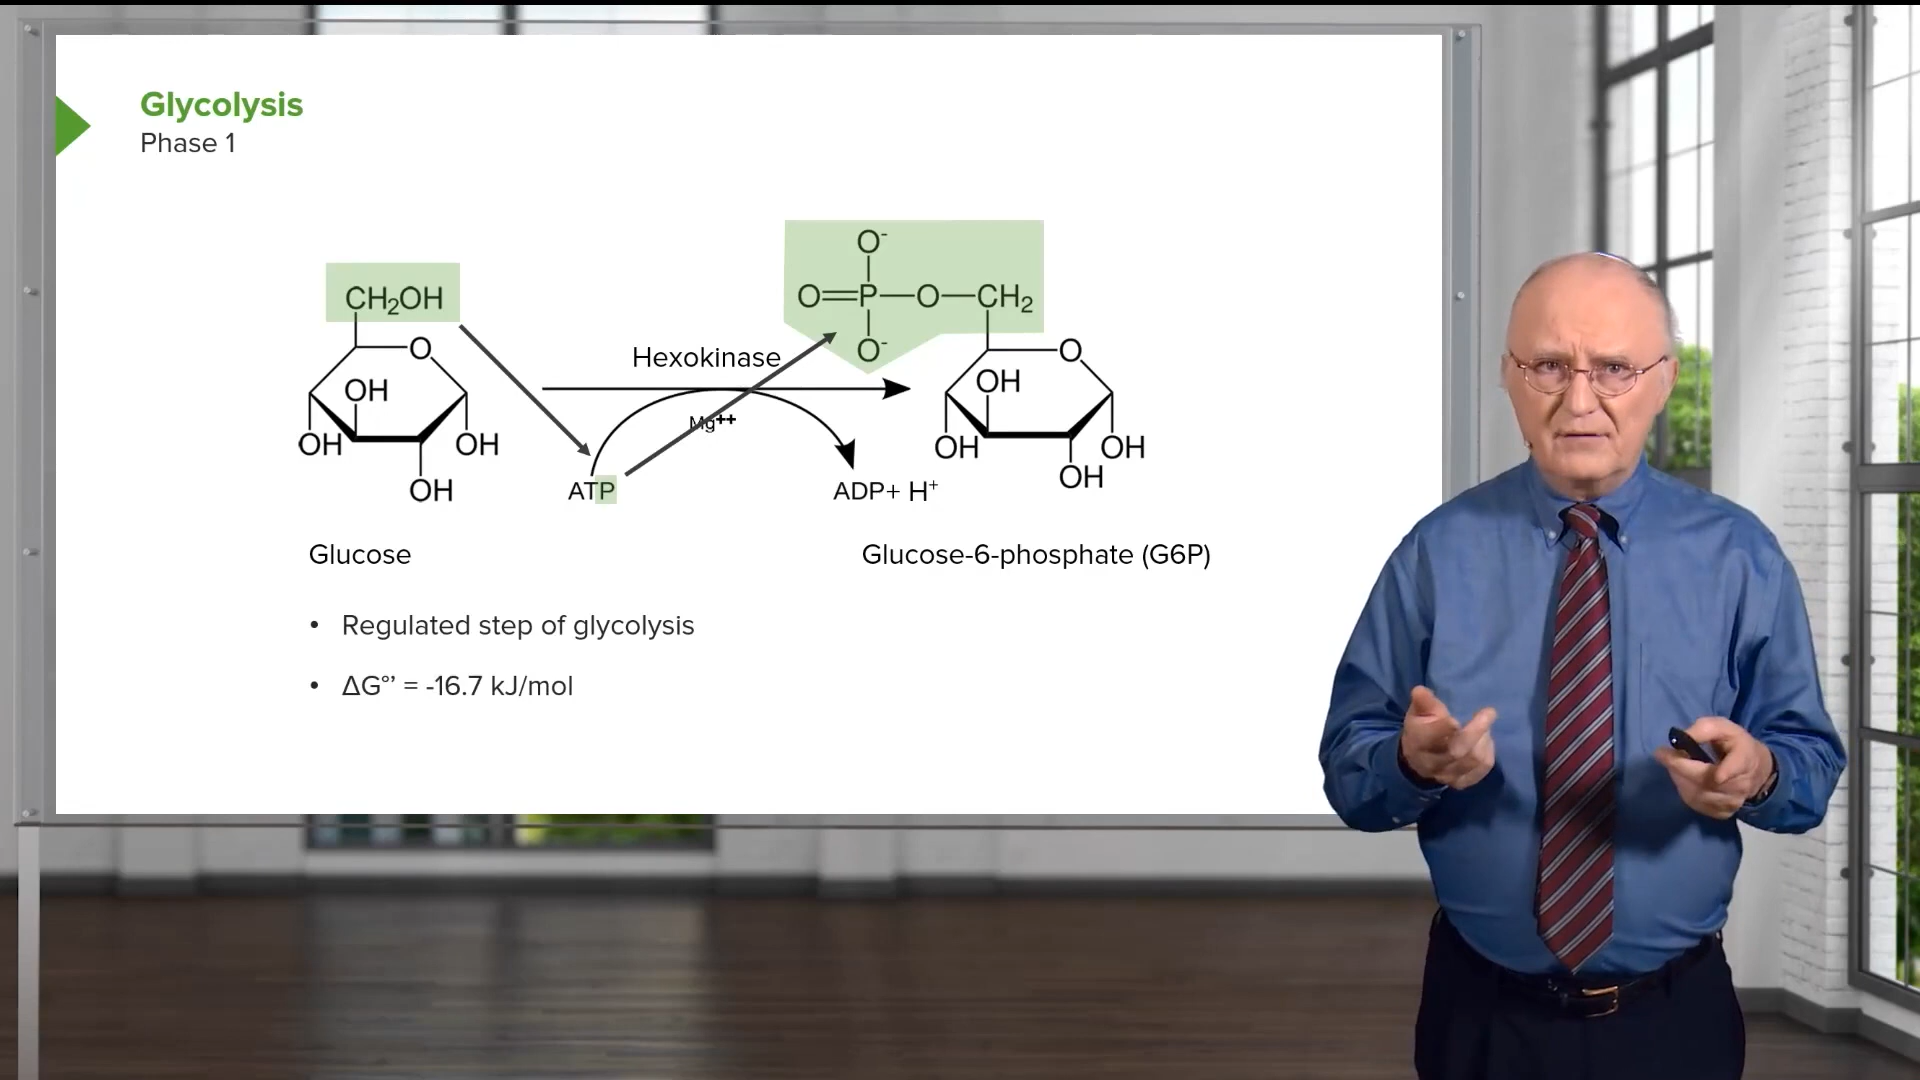 Glycolysis
Phase 1
O⁻
CH₂OH
O=P—O—CH₂
O
O⁻
O
Hexokinase
OH
OH
Mg⁺⁺
OH
OH
OH
OH
OH
OH
ATP
ADP+ H⁺
Glucose
Glucose-6-phosphate (G6P)
• Regulated step of glycolysis
• ΔG°’ = -16.7 kJ/mol